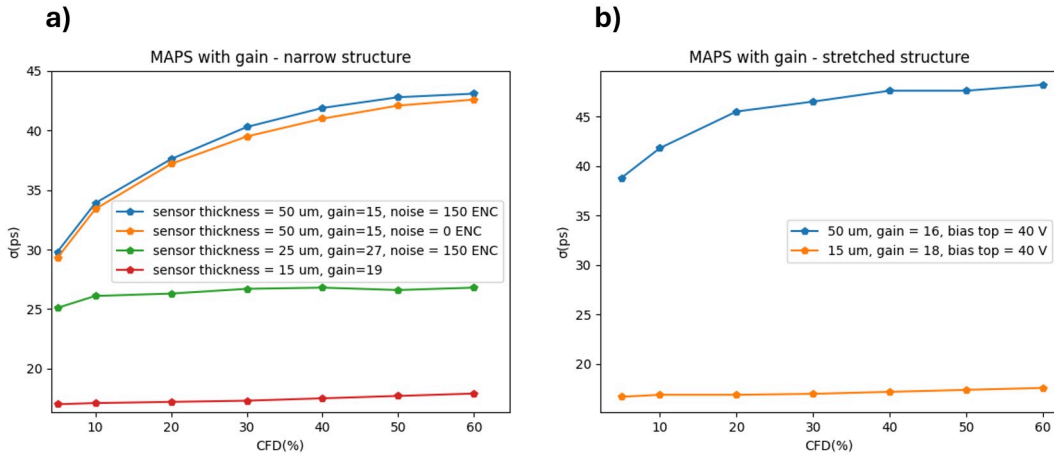 a)
MAPS with gain - narrow structure
45
40
35
30
25
20
σ(ps)
sensor thickness = 50 um, gain=15, noise = 150 ENC
sensor thickness = 50 um, gain=15, noise = 0 ENC
sensor thickness = 25 um, gain=27, noise = 150 ENC
sensor thickness = 15 um, gain=19
10 20 30 40 50 60
CFD(%)
b)
MAPS with gain - stretched structure
45
40
35
30
25
20
σ(ps)
50 um, gain = 16, bias top = 40 V
15 um, gain = 18, bias top = 40 V
10 20 30 40 50 60
CFD(%)